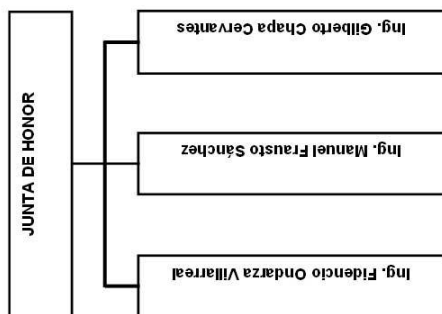 JUNTA DE HONOR
Ing. Gilberto Chapa Cervantes
Ing. Manuel Frausto Sánchez
Ing. Fidencio Ondarza Villarreal